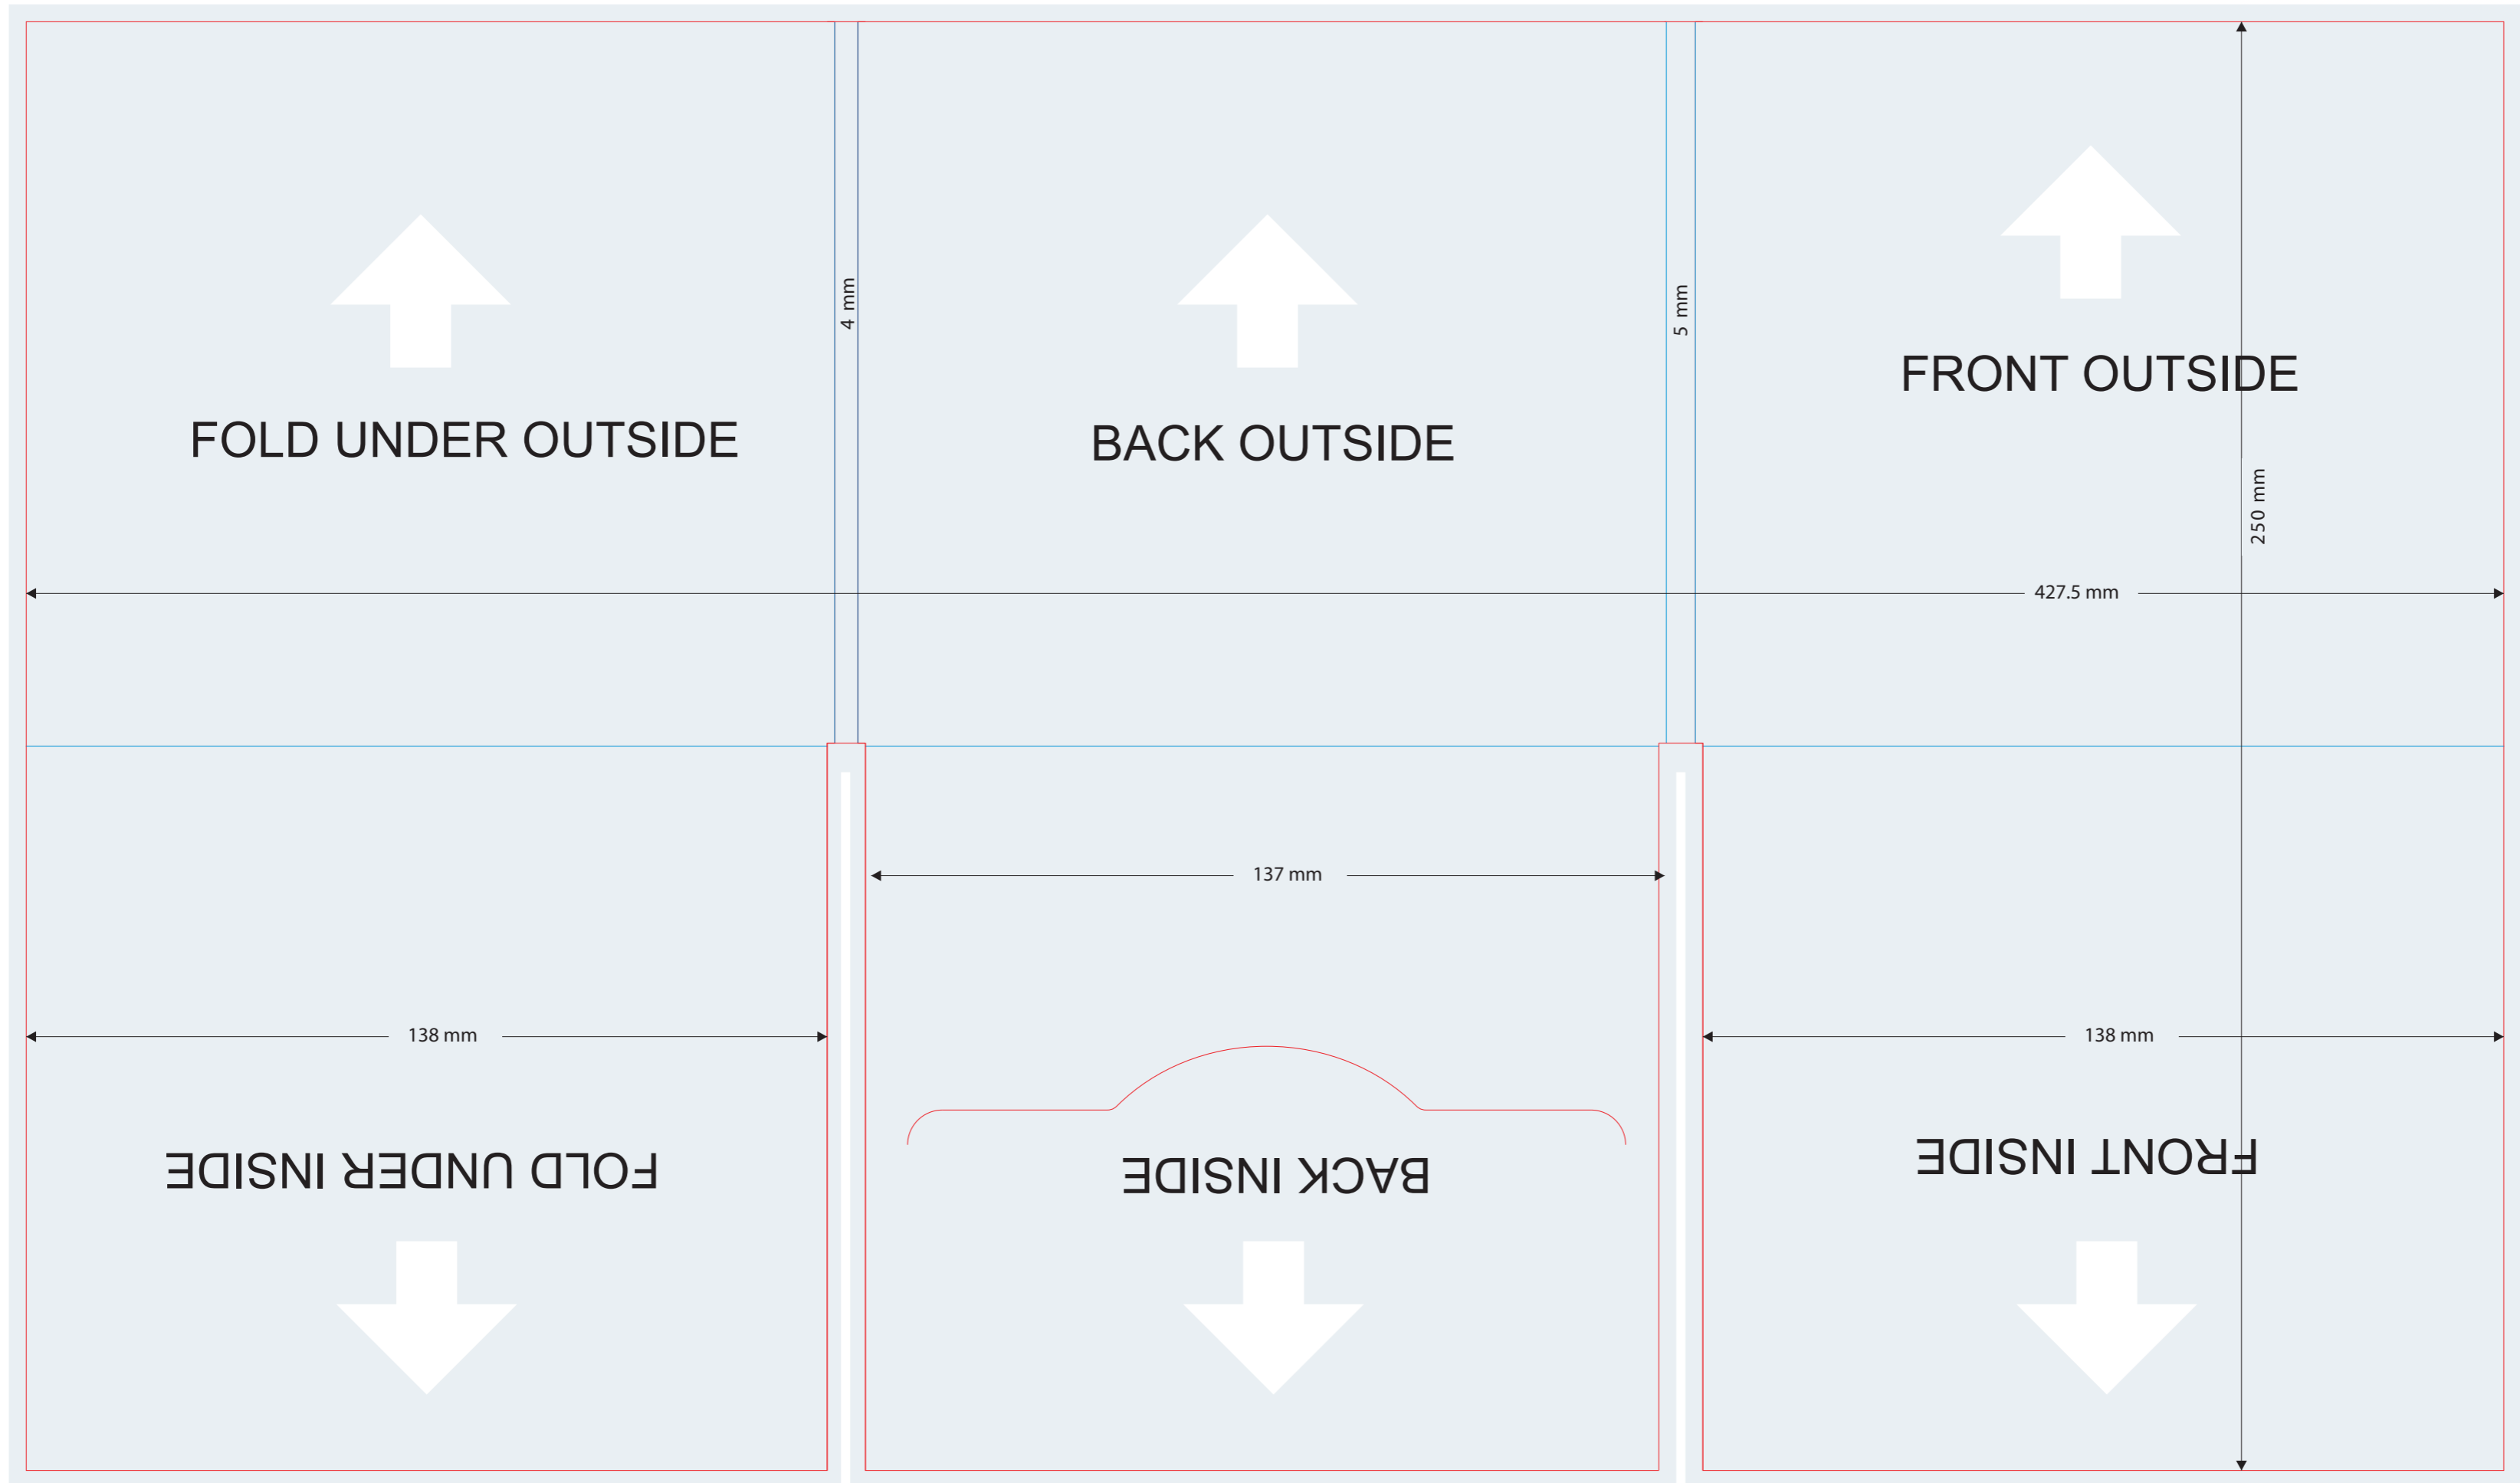 4 mm
5 mm
FRONT OUTSIDE
FOLD UNDER OUTSIDE
BACK OUTSIDE
250 mm
427.5 mm
137 mm
138 mm
138 mm
FOLD UNDER INSIDE
BACK INSIDE
FRONT INSIDE